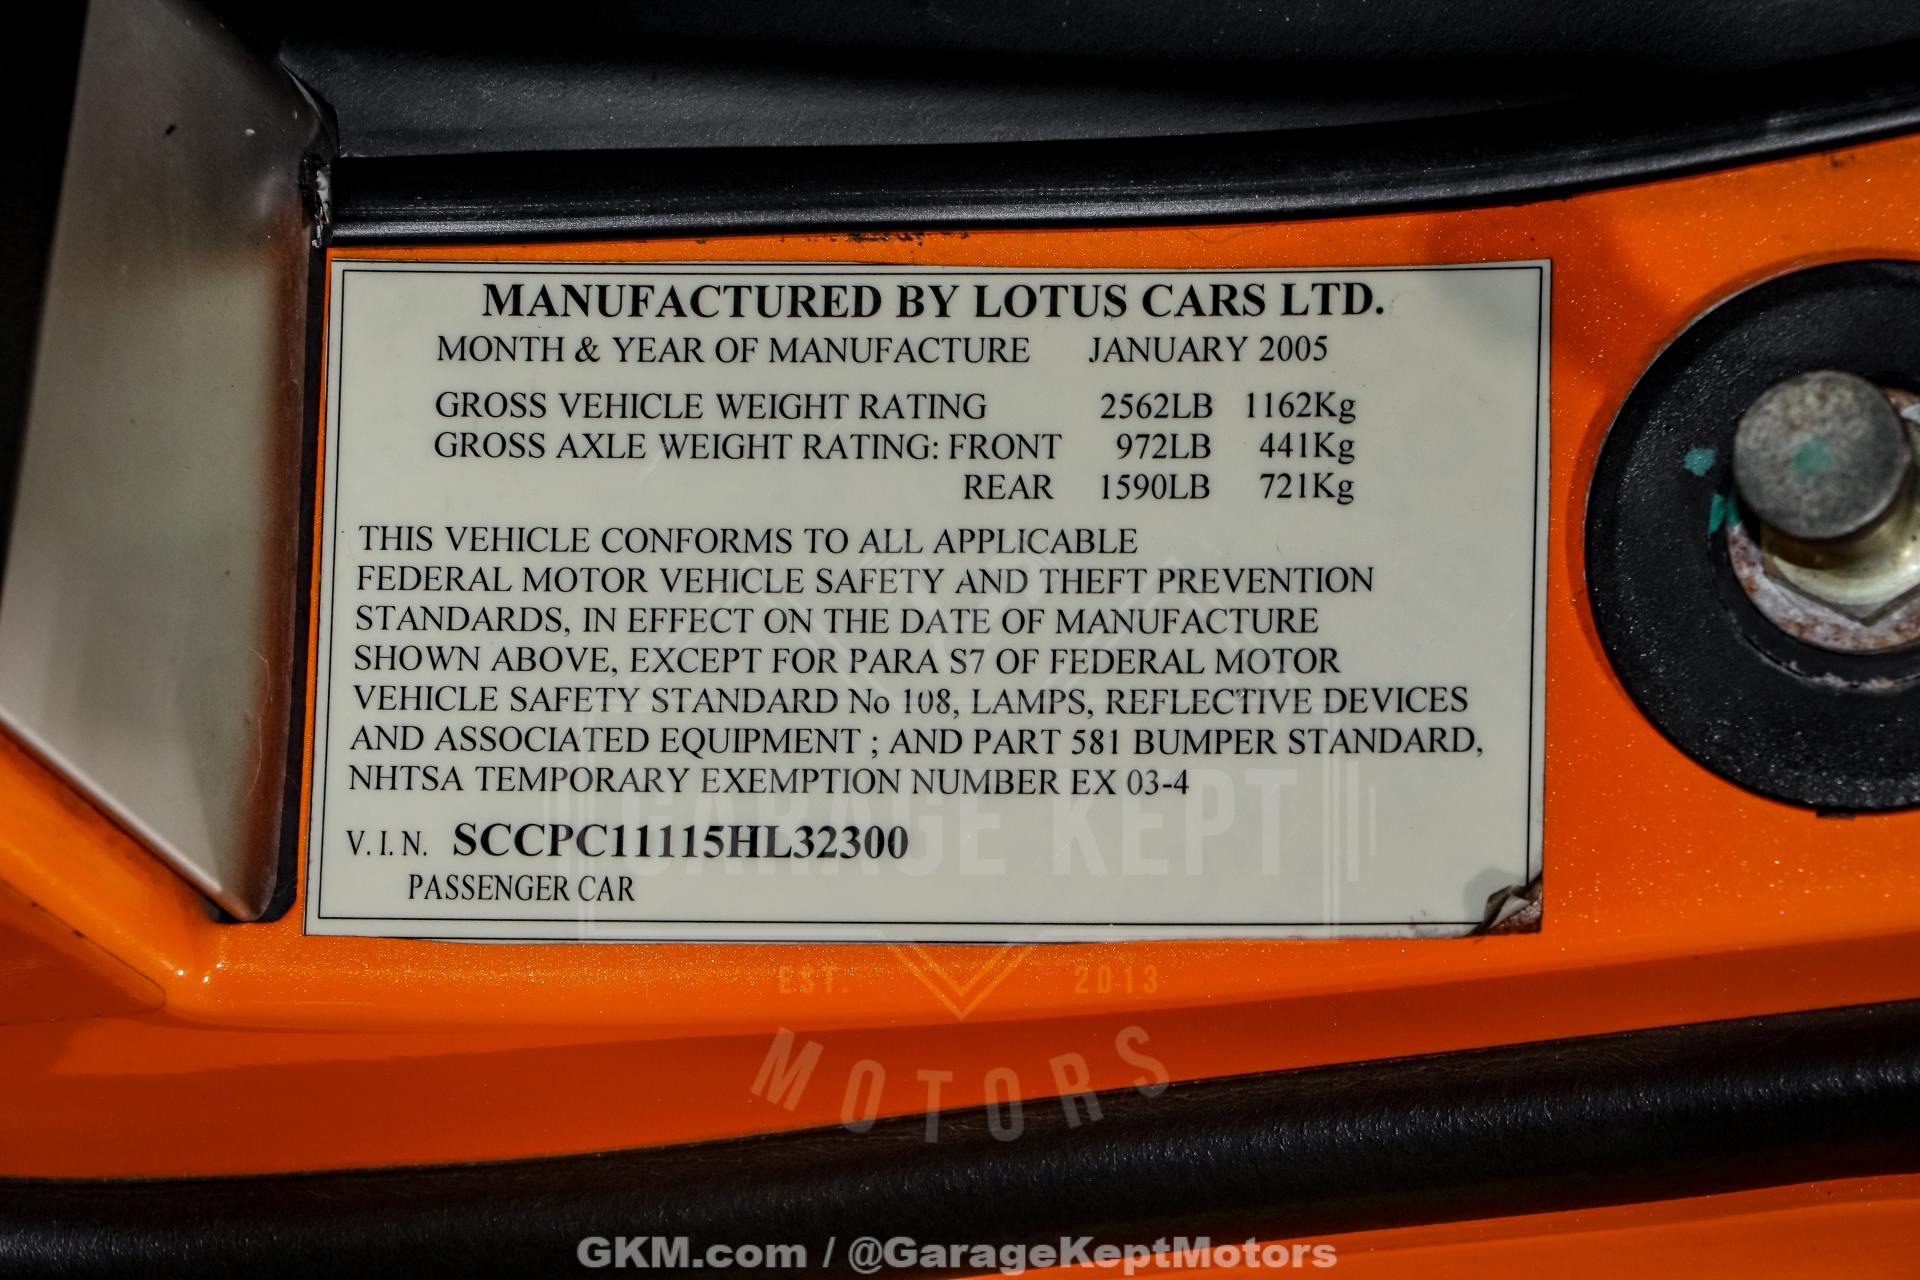 MANUFACTURED BY LOTUS CARS LTD.
MONTH & YEAR OF MANUFACTURE JANUARY 2005
GROSS VEHICLE WEIGHT RATING 2562LB 1162Kg
GROSS AXLE WEIGHT RATING: FRONT 972LB 441Kg
REAR 1590LB 721Kg
THIS VEHICLE CONFORMS TO ALL APPLICABLE
FEDERAL MOTOR VEHICLE SAFETY AND THEFT PREVENTION
STANDARDS, IN EFFECT ON THE DATE OF MANUFACTURE
SHOWN ABOVE, EXCEPT FOR PARA S7 OF FEDERAL MOTOR
VEHICLE SAFETY STANDARD No 108, LAMPS, REFLECTIVE DEVICES
AND ASSOCIATED EQUIPMENT ; AND PART 581 BUMPER STANDARD,
NHTSA TEMPORARY EXEMPTION NUMBER EX 03-4
V.I.N. SCCPC11115HL32300
PASSENGER CAR
GARAGE KEPT
EST. 2013
MOTORS
GKM.com / @GarageKeptMotors